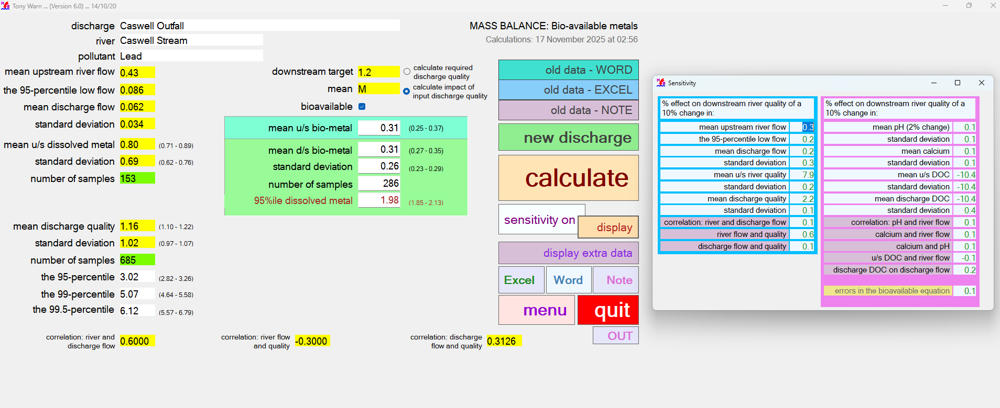 Tony Warn ... (Version 6.0) ... 14/10/20
discharge Caswell Outfall
river Caswell Stream
pollutant Lead
MASS BALANCE: Bio-available metals
Calculations: 17 November 2025 at 02:56
mean upstream river flow 0.43
the 95-percentile low flow 0.086
mean discharge flow 0.062
standard deviation 0.034
mean u/s dissolved metal 0.80 (0.71 - 0.89)
standard deviation 0.69 (0.62 - 0.76)
number of samples 153
downstream target 1.2
mean M
bioavailable
calculate required
discharge quality
calculate impact of
input discharge quality
mean u/s bio-metal 0.31 (0.25 - 0.37)
mean d/s bio-metal 0.31 (0.27 - 0.35)
standard deviation 0.26 (0.23 - 0.29)
number of samples 286
95%ile dissolved metal 1.98 (1.85 - 2.13)
mean discharge quality 1.16 (1.10 - 1.22)
standard deviation 1.02 (0.97 - 1.07)
number of samples 685
the 95-percentile 3.02 (2.82 - 3.26)
the 99-percentile 5.07 (4.64 - 5.58)
the 99.5-percentile 6.12 (5.57 - 6.79)
correlation: river and
discharge flow 0.6000
correlation: river flow
and quality -0.3000
correlation: discharge
flow and quality 0.3126
old data - WORD
old data - EXCEL
old data - NOTE
new discharge
calculate
sensitivity on
display
display extra data
Excel Word Note
menu quit
OUT
Sensitivity
% effect on downstream river quality of a
10% change in:
mean upstream river flow 0.3
the 95-percentile low flow 0.2
mean discharge flow 0.2
standard deviation 0.3
mean u/s river quality 7.9
standard deviation 0.2
mean discharge quality 2.2
standard deviation 0.1
correlation: river and discharge flow 0.1
river flow and quality 0.6
discharge flow and quality 0.1
% effect on downstream river quality of a
10% change in:
mean pH (2% change) 0.1
standard deviation 0.1
mean calcium 0.1
standard deviation 0.1
mean u/s DOC -10.4
standard deviation -10.4
mean discharge DOC -10.4
standard deviation 0.4
correlation: pH and river flow 0.1
calcium and river flow 0.1
calcium and pH 0.1
u/s DOC and river flow -0.1
discharge DOC on discharge flow 0.2
errors in the bioavailable equation 0.1